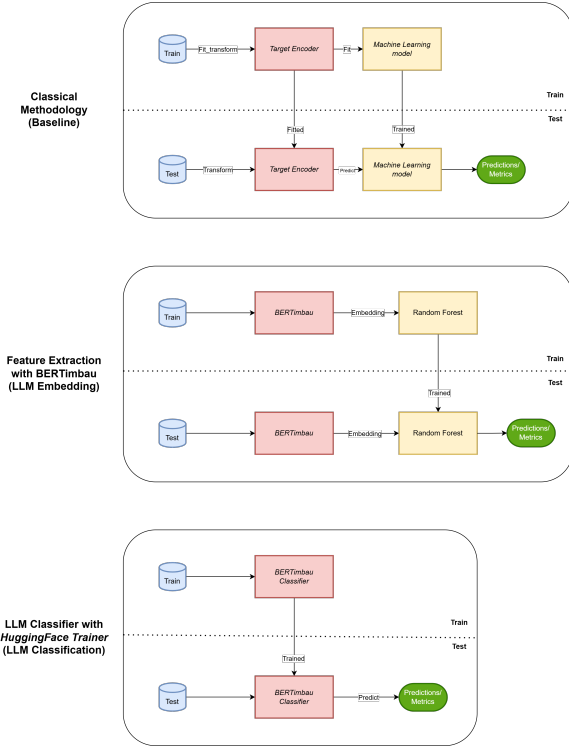 Classical
Methodology
(Baseline)
Train
Fit_transform
Target Encoder
Fit
Machine Learning
model
Train
Test
Fitted
Trained
Test
Transform
Target Encoder
Predict
Machine Learning
model
Predictions/
Metrics
Feature Extraction
with BERTimbau
(LLM Embedding)
Train
BERTimbau
Embedding
Random Forest
Train
Test
Trained
Test
BERTimbau
Embedding
Random Forest
Predictions/
Metrics
LLM Classifier with
HuggingFace Trainer
(LLM Classification)
Train
BERTimbau
Classifier
Train
Test
Trained
Test
BERTimbau
Classifier
Predict
Predictions/
Metrics